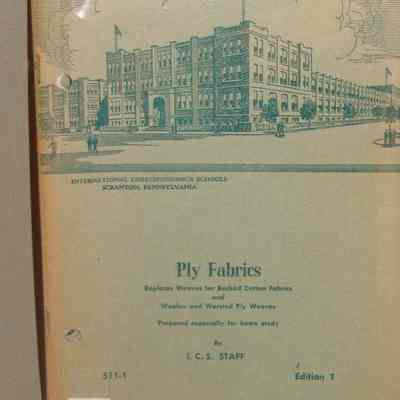 INTERNATIONAL CORRESPONDENCE SCHOOLS
SCRANTON, PENNSYLVANIA
Ply Fabrics
Replaces Weaves for Backed Cotton Fabrics
and
Woolen and Worsted Ply Weaves
Prepared especially for home study
By
I. C. S. STAFF
511-1
Edition 1